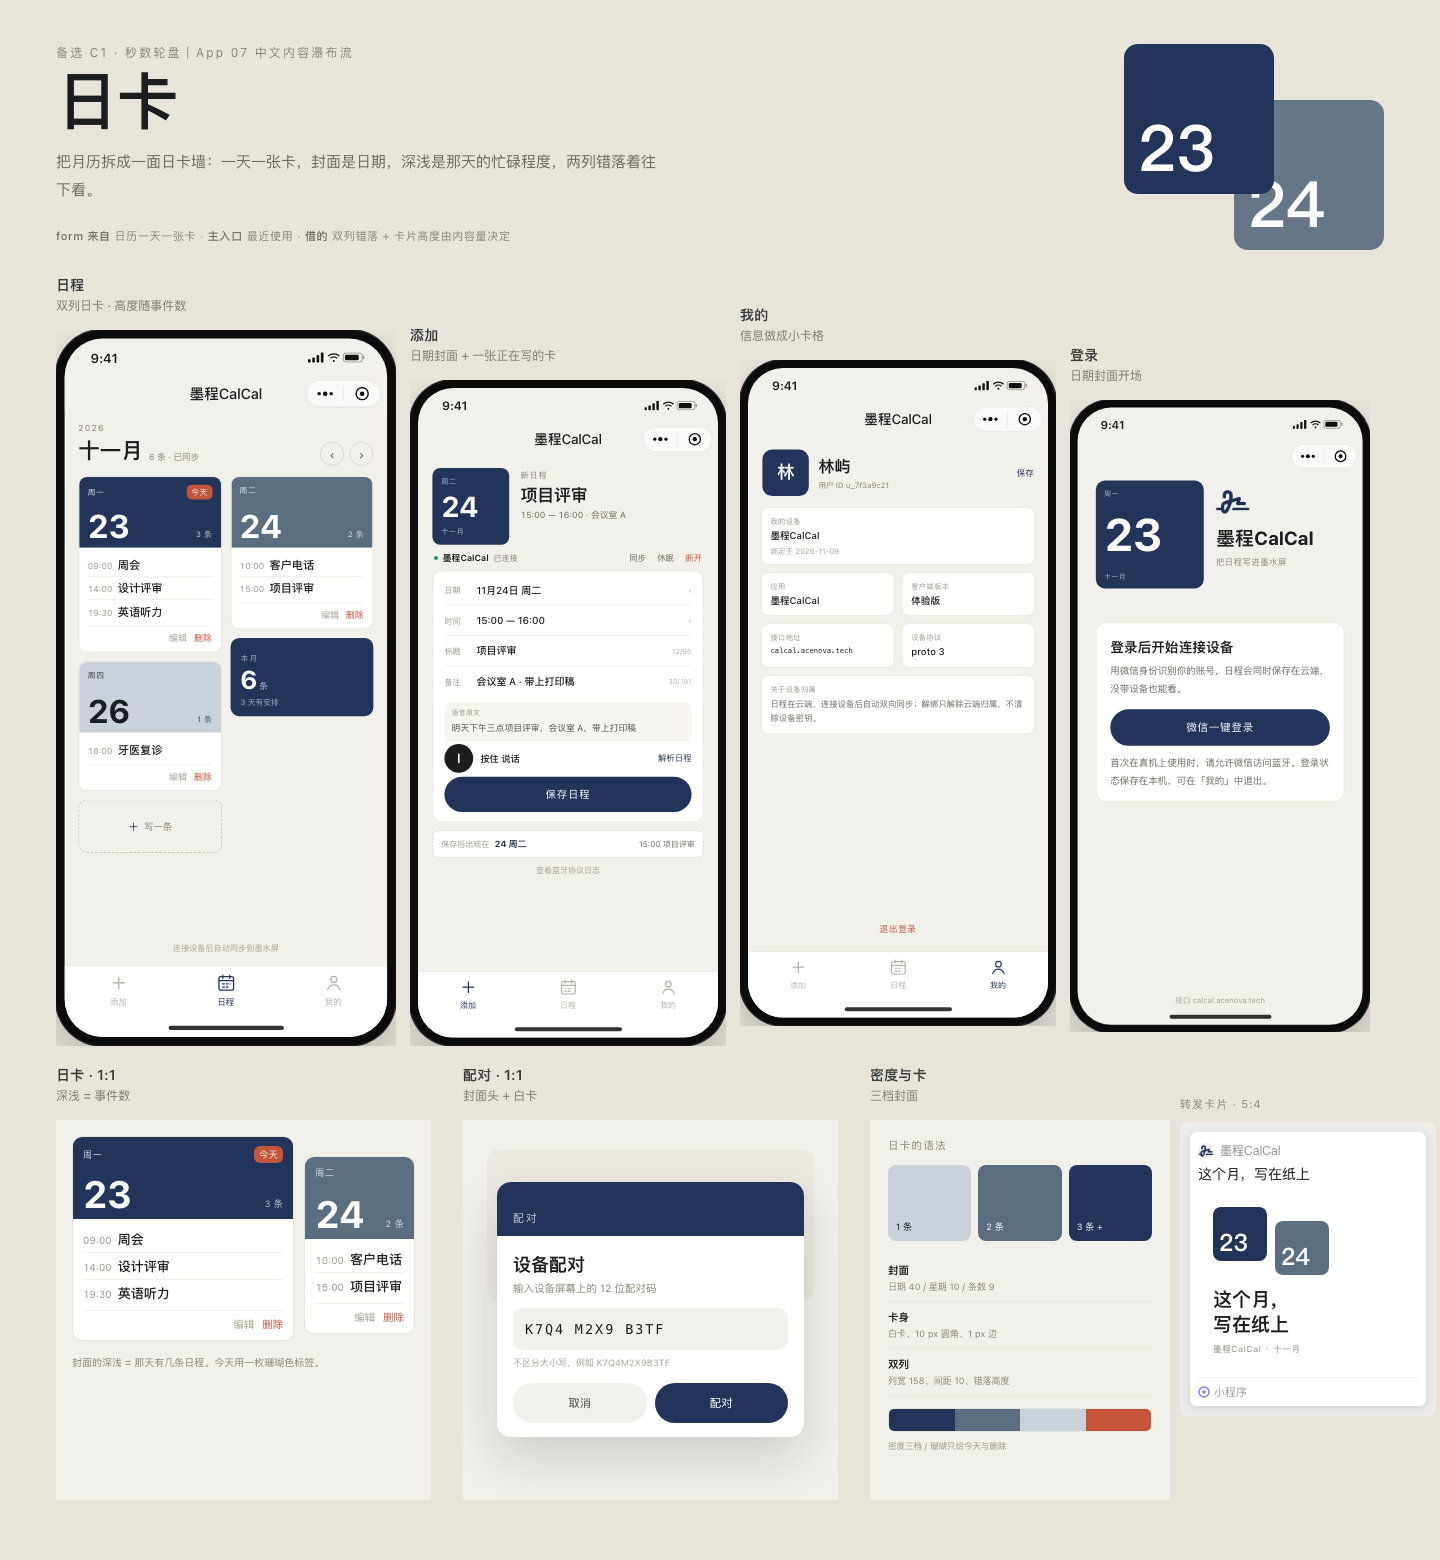 备选 C1 · 秒数轮盘 | App 07 中文内容瀑布流
日卡
把月历拆成一面日卡墙：一天一张卡，封面是日期，深浅是那天的忙碌程度，两列错落着往
下看。
form 来自 日历一天一张卡 · 主入口 最近使用 · 借的 双列错落 + 卡片高度由内容量决定
23
24
日程
双列日卡 · 高度随事件数
9:41
墨程CalCal
2026
十一月 6 条 · 已同步
‹ ›
周一 今天
23 3 条
09:00 周会
14:00 设计评审
19:30 英语听力
编辑 删除
周二
24 2 条
10:00 客户电话
15:00 项目评审
编辑 删除
本月
6 条
3 天有安排
周四
26 1 条
18:00 牙医复诊
编辑 删除
+ 写一条
连接设备后自动同步到墨水屏
添加 日程 我的
添加
日期封面 + 一张正在写的卡
9:41
墨程CalCal
周二
24
十一月
新日程
项目评审
15:00 — 16:00 · 会议室 A
墨程CalCal 已连接 同步 休眠 断开
日期 11月24日 周二 ›
时间 15:00 — 16:00 ›
标题 项目评审 12/95
备注 会议室 A · 带上打印稿 30/191
语音原文
明天下午三点项目评审，会议室 A，带上打印稿
按住 说话 解析日程
保存日程
保存后出现在 24 周二 15:00 项目评审
查看蓝牙协议日志
添加 日程 我的
我的
信息做成小卡格
9:41
墨程CalCal
林 林屿 保存
用户 ID u_7f3a9c21
我的设备
墨程CalCal
绑定于 2026-11-09
应用
墨程CalCal
客户端版本
体验版
接口地址
calcal.acenova.tech
设备协议
proto 3
关于设备归属
日程在云端，连接设备后自动双向同步；解绑只解除云端归属，不清
除设备密钥。
退出登录
添加 日程 我的
登录
日期封面开场
9:41
周一
23
十一月
墨程CalCal
把日程写进墨水屏
登录后开始连接设备
用微信身份识别你的账号，日程会同时保存在云端，
没带设备也能看。
微信一键登录
首次在真机上使用时，请允许微信访问蓝牙。登录状
态保存在本机，可在「我的」中退出。
接口 calcal.acenova.tech
日卡 · 1:1
深浅 = 事件数
周一 今天
23 3 条
09:00 周会
14:00 设计评审
19:30 英语听力
编辑 删除
周二
24 2 条
10:00 客户电话
15:00 项目评审
编辑 删除
封面的深浅 = 那天有几条日程。今天用一枚珊瑚色标签。
配对 · 1:1
封面头 + 白卡
配对
设备配对
输入设备屏幕上的 12 位配对码
K7Q4 M2X9 B3TF
不区分大小写，例如 K7Q4M2X9B3TF
取消 配对
密度与卡
三档封面
日卡的语法
1 条 2 条 3 条 +
封面
日期 40 / 星期 10 / 条数 9
卡身
白卡、10 px 圆角、1 px 边
双列
列宽 158、间距 10、错落高度
密度三档 / 珊瑚只给今天与删除
转发卡片 · 5:4
墨程CalCal
这个月，写在纸上
23
24
这个月，
写在纸上
墨程CalCal · 十一月
小程序